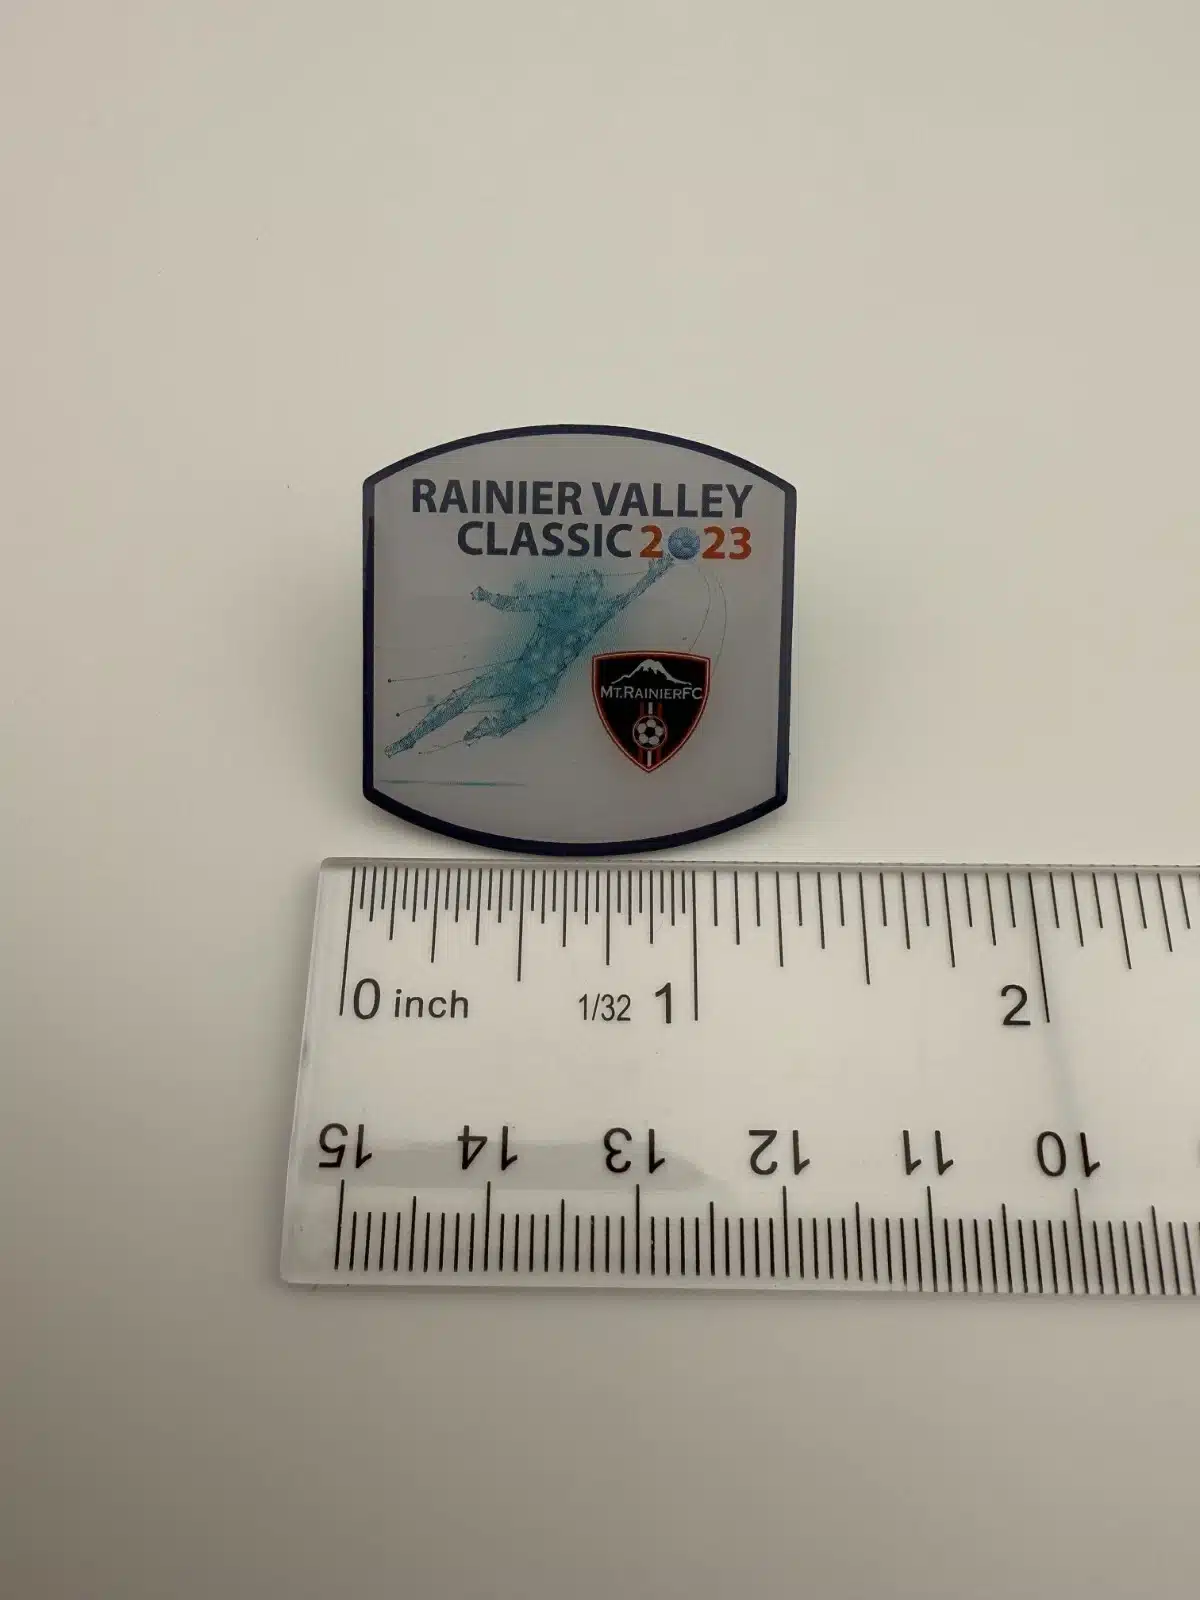 RAINIER VALLEY
CLASSIC 2023
MT.RAINIERFC
0 inch 1/32 1 2
15 14 13 12 11 10